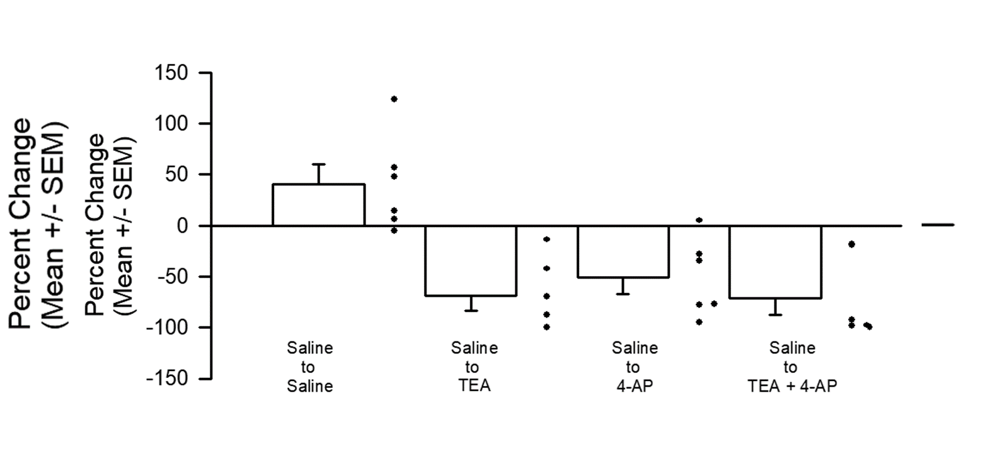 Percent Change
(Mean +/- SEM)
Percent Change
(Mean +/- SEM)
150
100
50
0
-50
-100
-150
Saline
to
Saline
Saline
to
TEA
Saline
to
4-AP
Saline
to
TEA + 4-AP